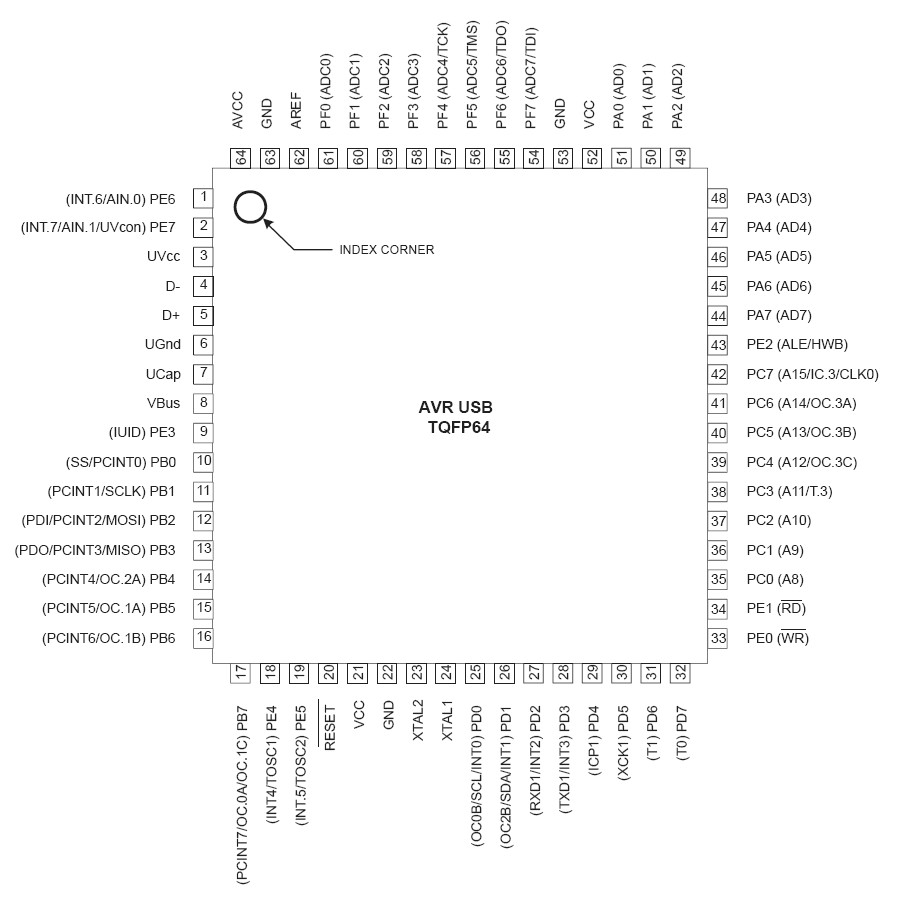 AVCC
GND
AREF
PF0 (ADC0)
PF1 (ADC1)
PF2 (ADC2)
PF3 (ADC3)
PF4 (ADC4/TCK)
PF5 (ADC5/TMS)
PF6 (ADC6/TDO)
PF7 (ADC7/TDI)
GND
VCC
PA0 (AD0)
PA1 (AD1)
PA2 (AD2)
64
63
62
61
60
59
58
57
56
55
54
53
52
51
50
49
(INT.6/AIN.0) PE6
1
(INT.7/AIN.1/UVcon) PE7
2
UVcc
3
D-
4
D+
5
UGnd
6
UCap
7
VBus
8
(IUID) PE3
9
(SS/PCINT0) PB0
10
(PCINT1/SCLK) PB1
11
(PDI/PCINT2/MOSI) PB2
12
(PDO/PCINT3/MISO) PB3
13
(PCINT4/OC.2A) PB4
14
(PCINT5/OC.1A) PB5
15
(PCINT6/OC.1B) PB6
16
INDEX CORNER
AVR USB
TQFP64
48
PA3 (AD3)
47
PA4 (AD4)
46
PA5 (AD5)
45
PA6 (AD6)
44
PA7 (AD7)
43
PE2 (ALE/HWB)
42
PC7 (A15/IC.3/CLK0)
41
PC6 (A14/OC.3A)
40
PC5 (A13/OC.3B)
39
PC4 (A12/OC.3C)
38
PC3 (A11/T.3)
37
PC2 (A10)
36
PC1 (A9)
35
PC0 (A8)
34
PE1 (RD)
33
PE0 (WR)
17
18
19
20
21
22
23
24
25
26
27
28
29
30
31
32
(PCINT7/OC.0A/OC.1C) PB7
(INT4/TOSC1) PE4
(INT.5/TOSC2) PE5
RESET
VCC
GND
XTAL2
XTAL1
(OC0B/SCL/INT0) PD0
(OC2B/SDA/INT1) PD1
(RXD1/INT2) PD2
(TXD1/INT3) PD3
(ICP1) PD4
(XCK1) PD5
(T1) PD6
(T0) PD7